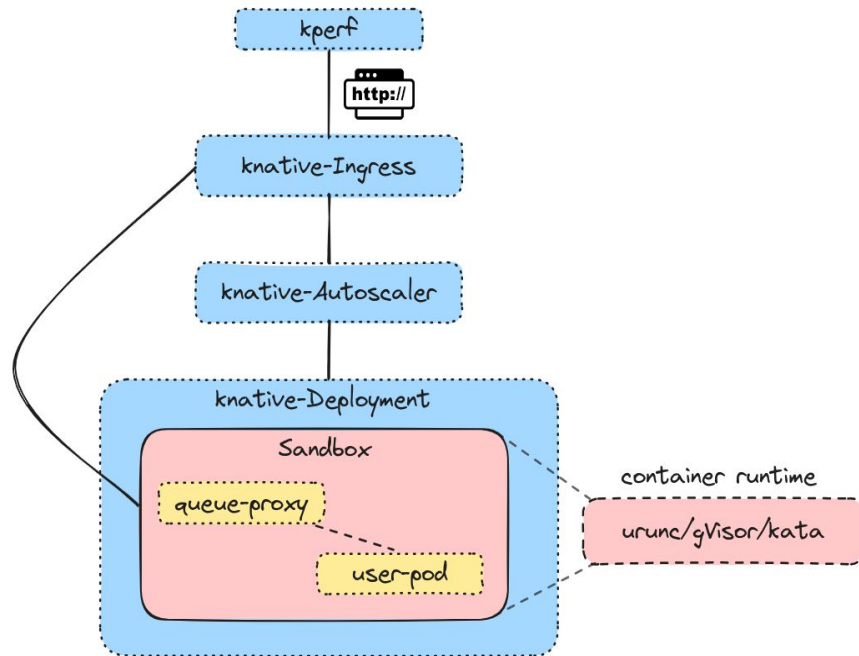 kperf
http://
knative-Ingress
knative-Autoscaler
knative-Deployment
Sandbox
queue-proxy
user-pod
container runtime
urunc/gVisor/kata